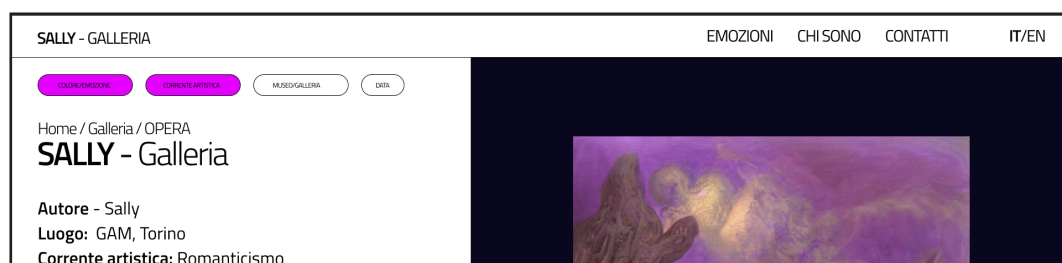 SALLY - GALLERIA
EMOZIONI CHI SONO CONTATTI IT/EN
COLORE/EMOZIONE CORRENTE ARTISTICA MUSEO/GALLERIA DATA
Home / Galleria / OPERA
SALLY - Galleria
Autore - Sally
Luogo: GAM, Torino
Corrente artistica: Romanticismo